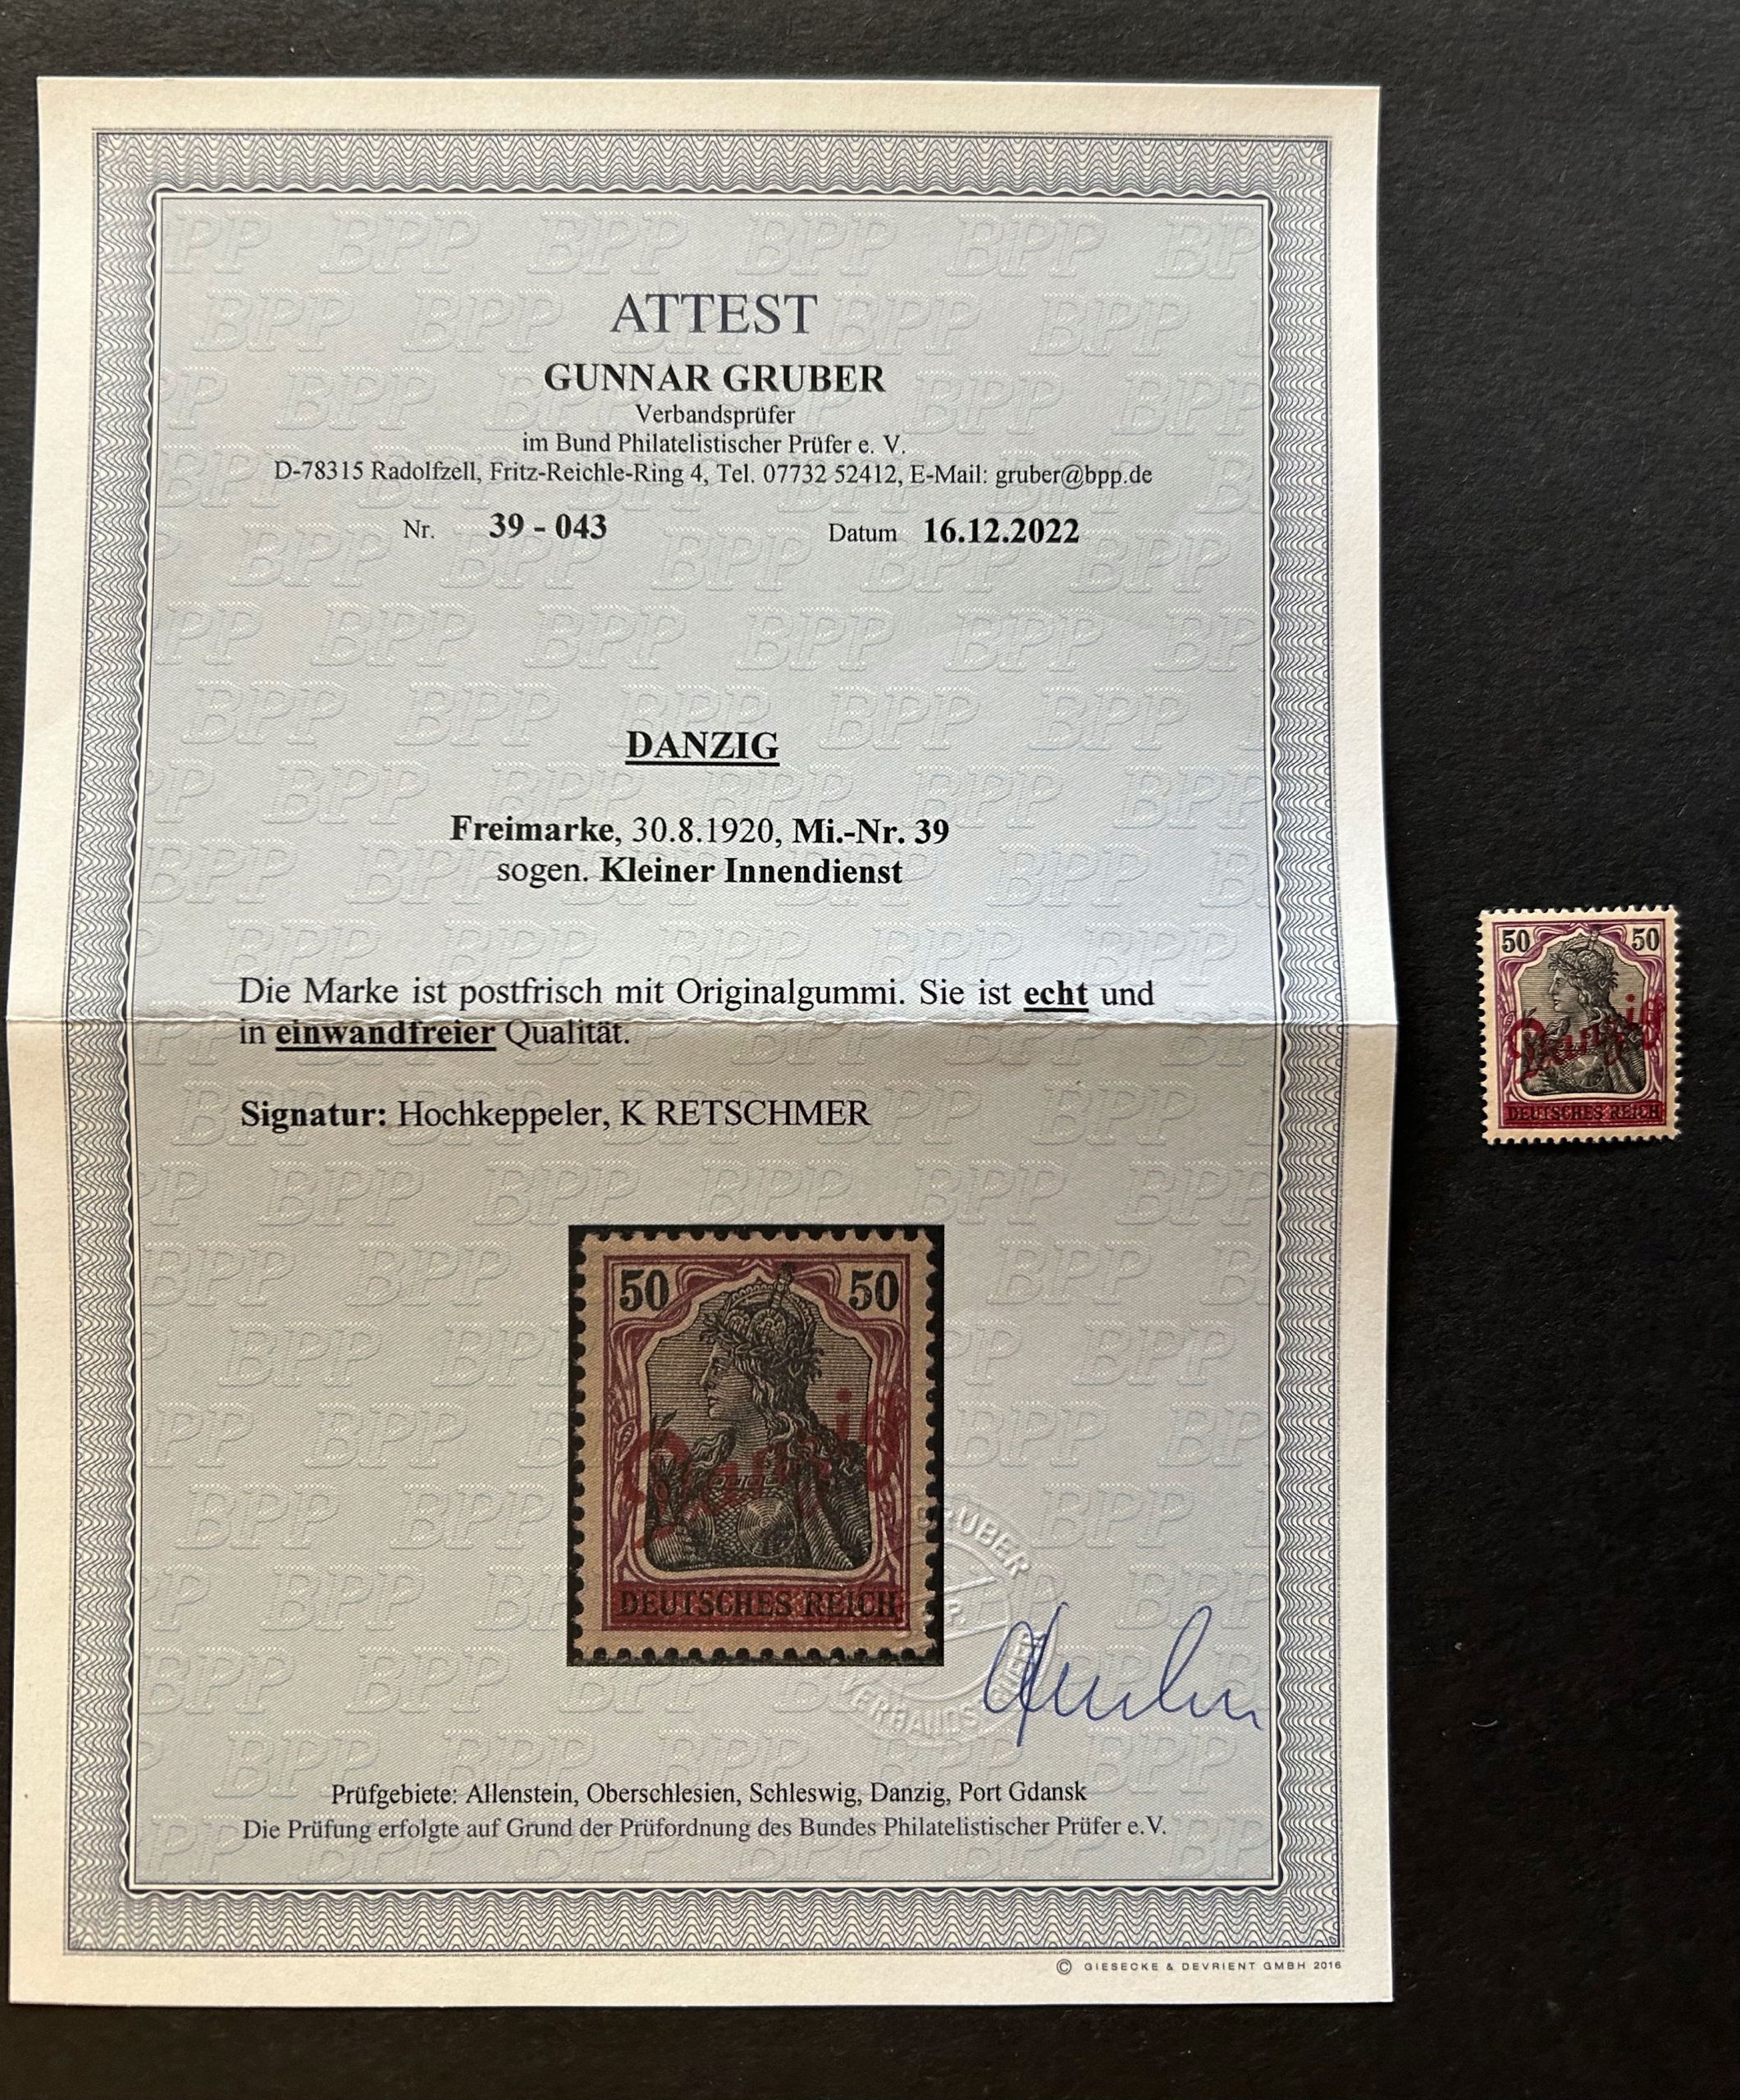 ATTEST
GUNNAR GRUBER
Verbandsprüfer
im Bund Philatelistischer Prüfer e. V.
D-78315 Radolfzell, Fritz-Reichle-Ring 4, Tel. 07732 52412, E-Mail: gruber@bpp.de
Nr. 39 - 043 Datum 16.12.2022
DANZIG
Freimarke, 30.8.1920, Mi.-Nr. 39
sogen. Kleiner Innendienst
Die Marke ist postfrisch mit Originalgummi. Sie ist echt und
in einwandfreier Qualität.
Signatur: Hochkeppeler, K RETSCHMER
50 50
Danzig
DEUTSCHES REICH
GRUBER
VERBANDSPRÜFER
Prüfgebiete: Allenstein, Oberschlesien, Schleswig, Danzig, Port Gdansk
Die Prüfung erfolgte auf Grund der Prüfordnung des Bundes Philatelistischer Prüfer e.V.
© GIESECKE & DEVRIENT GMBH 2016
50 50
Danzig
DEUTSCHES REICH